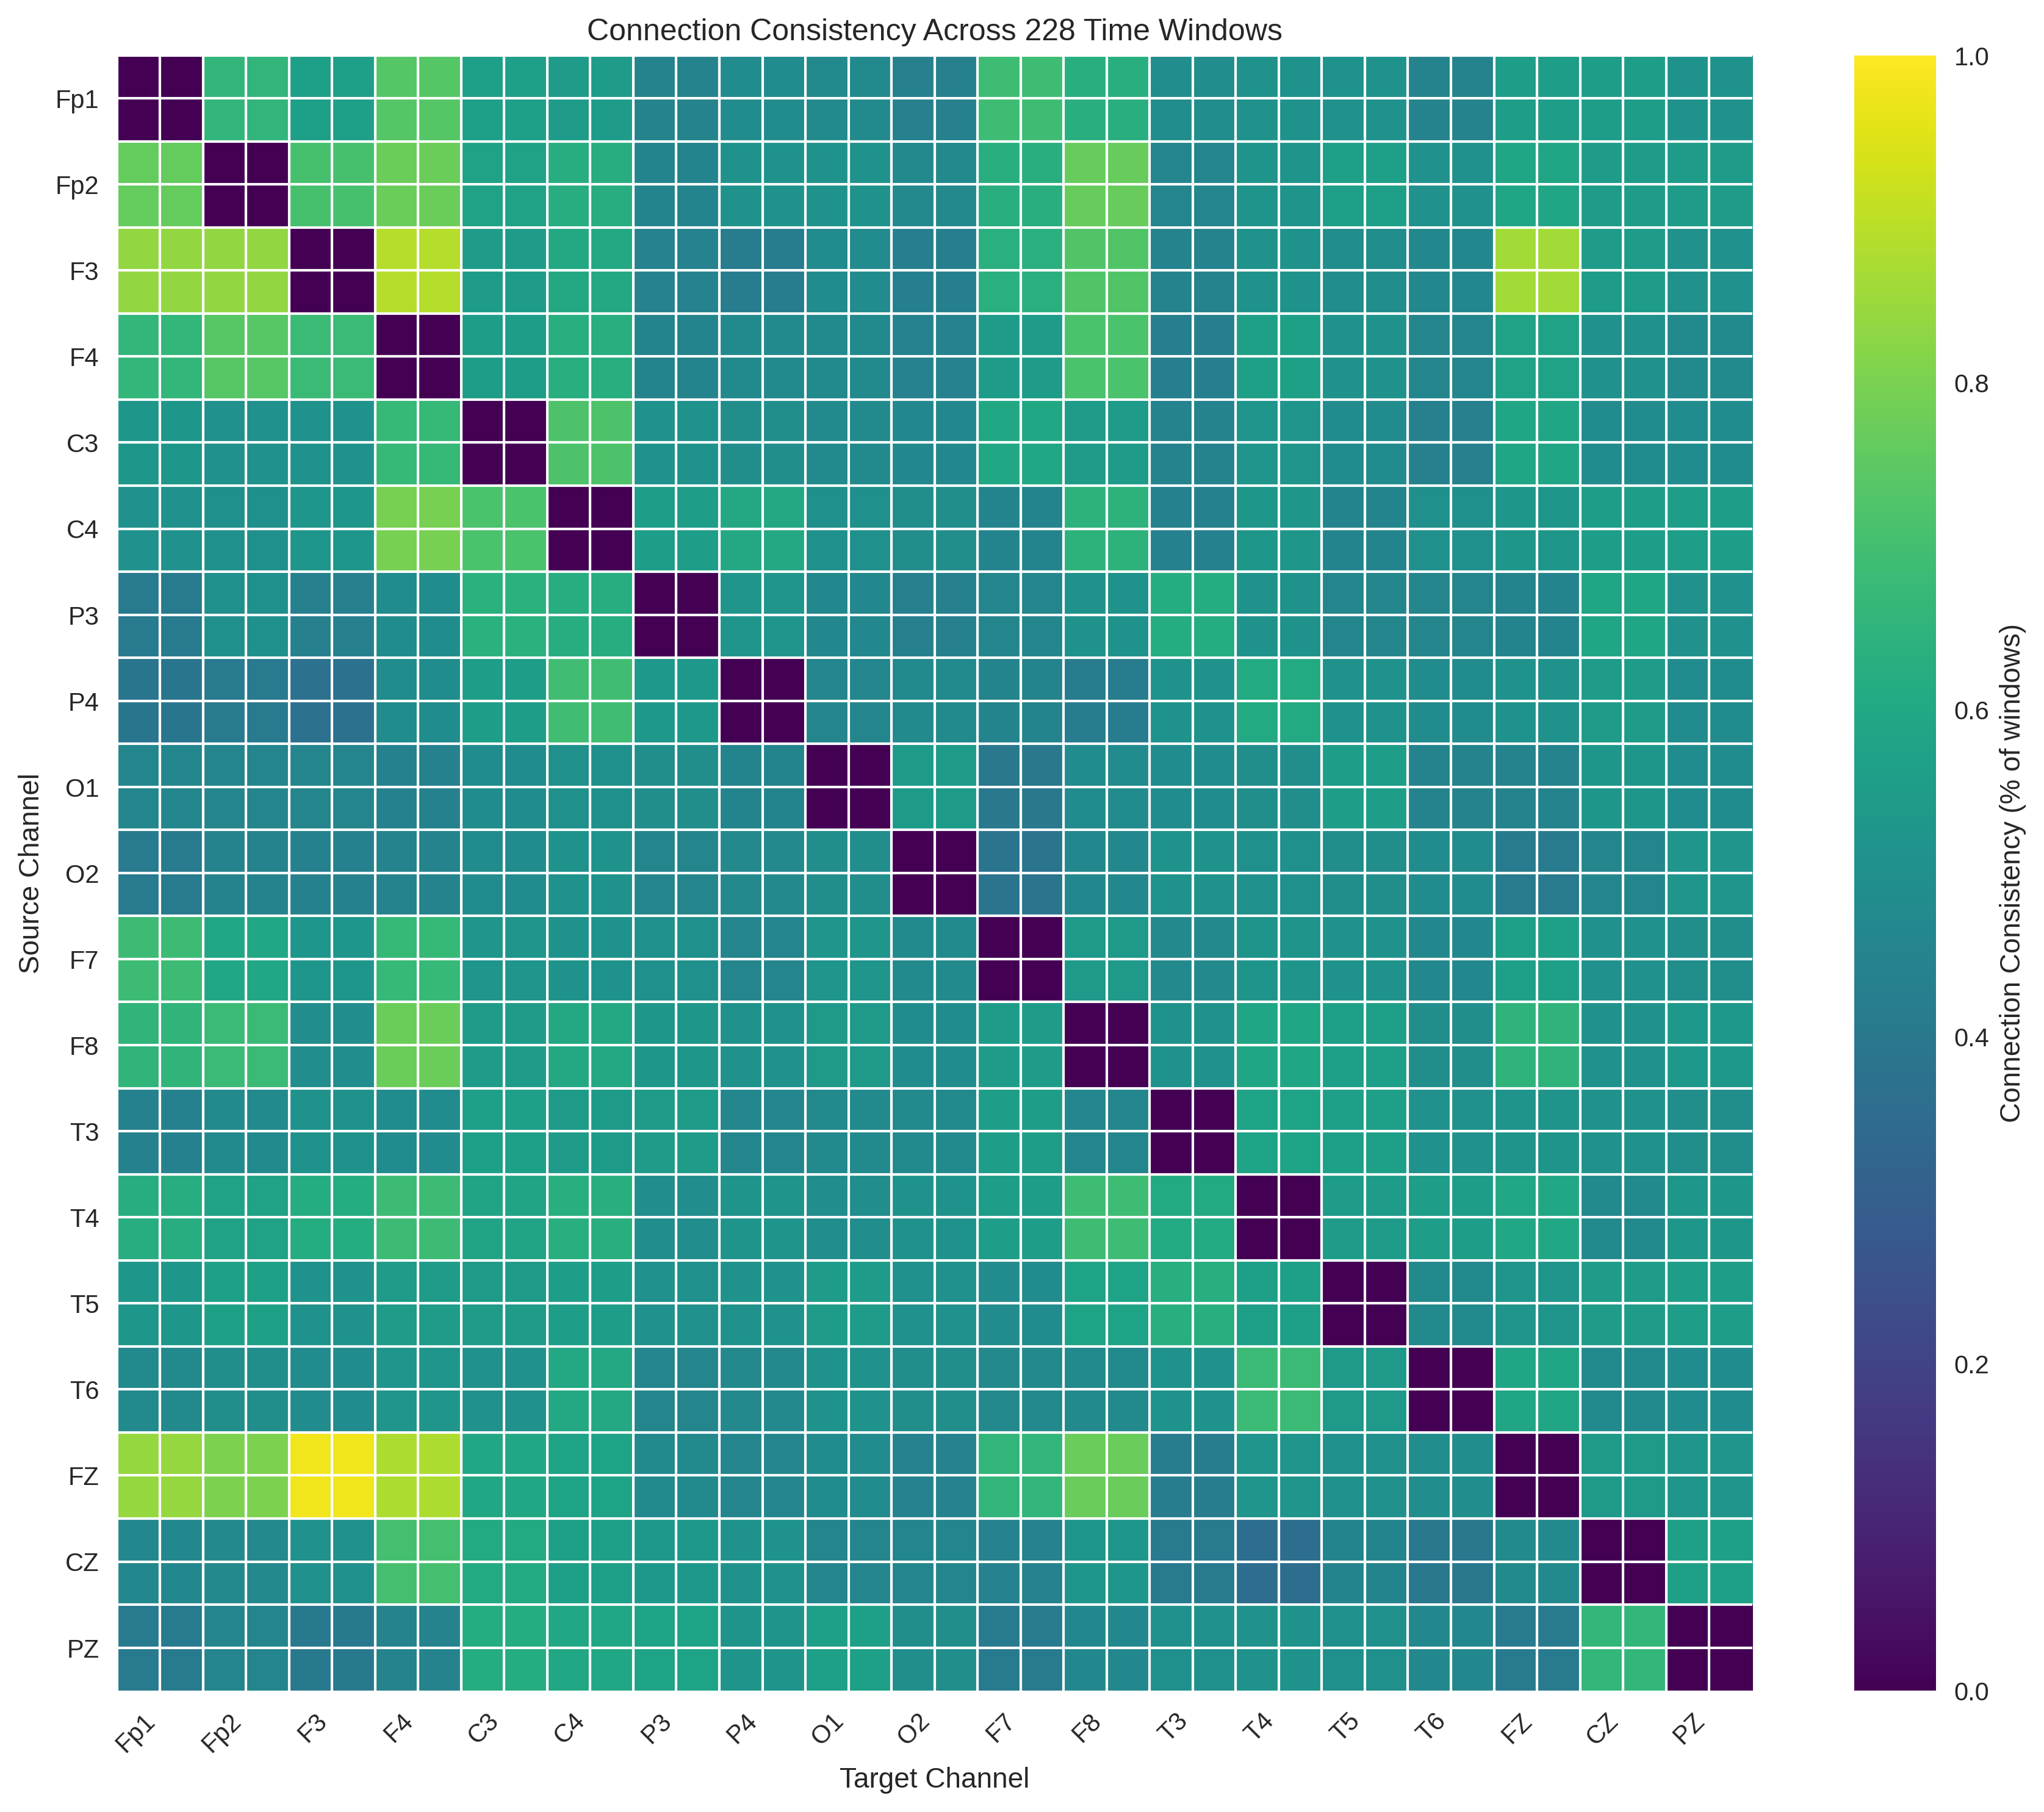 Connection Consistency Across 228 Time Windows
Source Channel
Fp1
Fp2
F3
F4
C3
C4
P3
P4
O1
O2
F7
F8
T3
T4
T5
T6
FZ
CZ
PZ
Fp1 Fp2 F3 F4 C3 C4 P3 P4 O1 O2 F7 F8 T3 T4 T5 T6 FZ CZ PZ
Target Channel
1.0
0.8
0.6
0.4
0.2
0.0
Connection Consistency (% of windows)